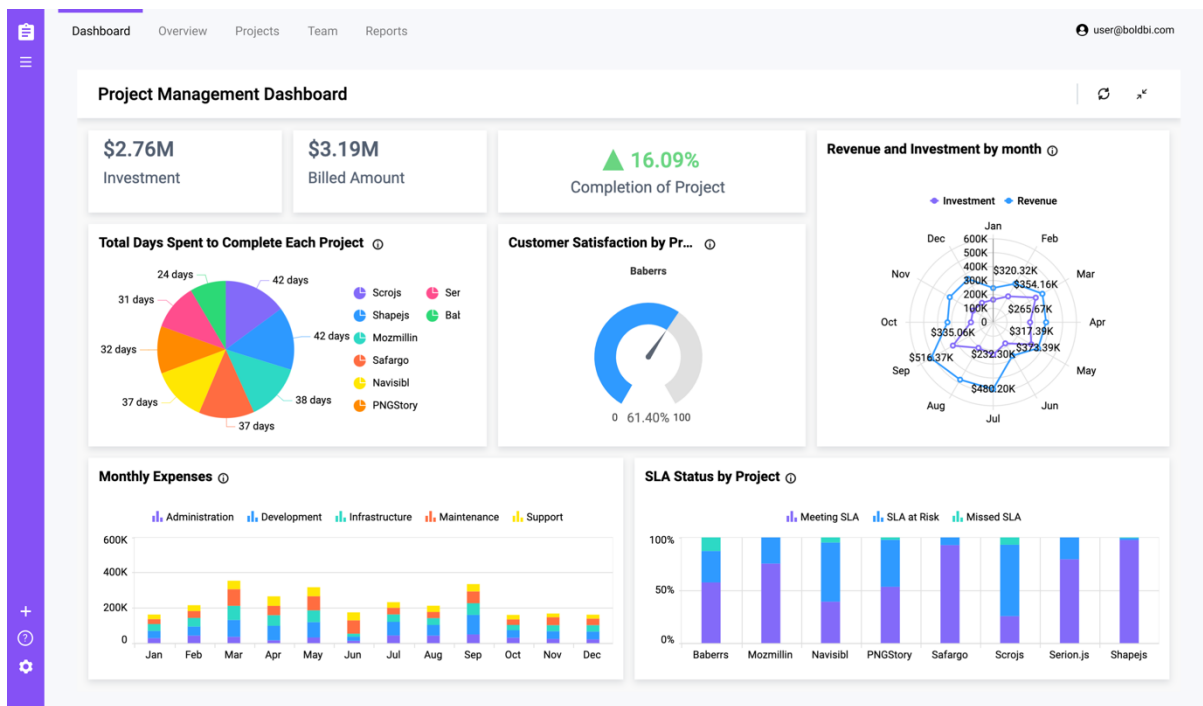 Dashboard Overview Projects Team Reports user@boldbi.com
Project Management Dashboard
$2.76M
Investment
$3.19M
Billed Amount
16.09%
Completion of Project
Revenue and Investment by month
Investment Revenue
Jan
Feb
Mar
Apr
May
Jun
Jul
Aug
Sep
Oct
Nov
Dec
600K
500K
400K
300K
200K
100K
0
$320.32K
$354.16K
$265.67K
$317.39K
$373.39K
$232.30K
$480.20K
$516.37K
$335.06K
Total Days Spent to Complete Each Project
24 days
42 days
31 days
42 days
32 days
38 days
37 days
37 days
Scrojs Ser
Shapejs Bal
Mozmillin
Safargo
Navisibl
PNGStory
Customer Satisfaction by Pr...
Baberrs
0 61.40% 100
Monthly Expenses
Administration Development Infrastructure Maintenance Support
600K
400K
200K
0
Jan Feb Mar Apr May Jun Jul Aug Sep Oct Nov Dec
SLA Status by Project
Meeting SLA SLA at Risk Missed SLA
100%
50%
0%
Baberrs Mozmillin Navisibl PNGStory Safargo Scrojs Serion.js Shapejs